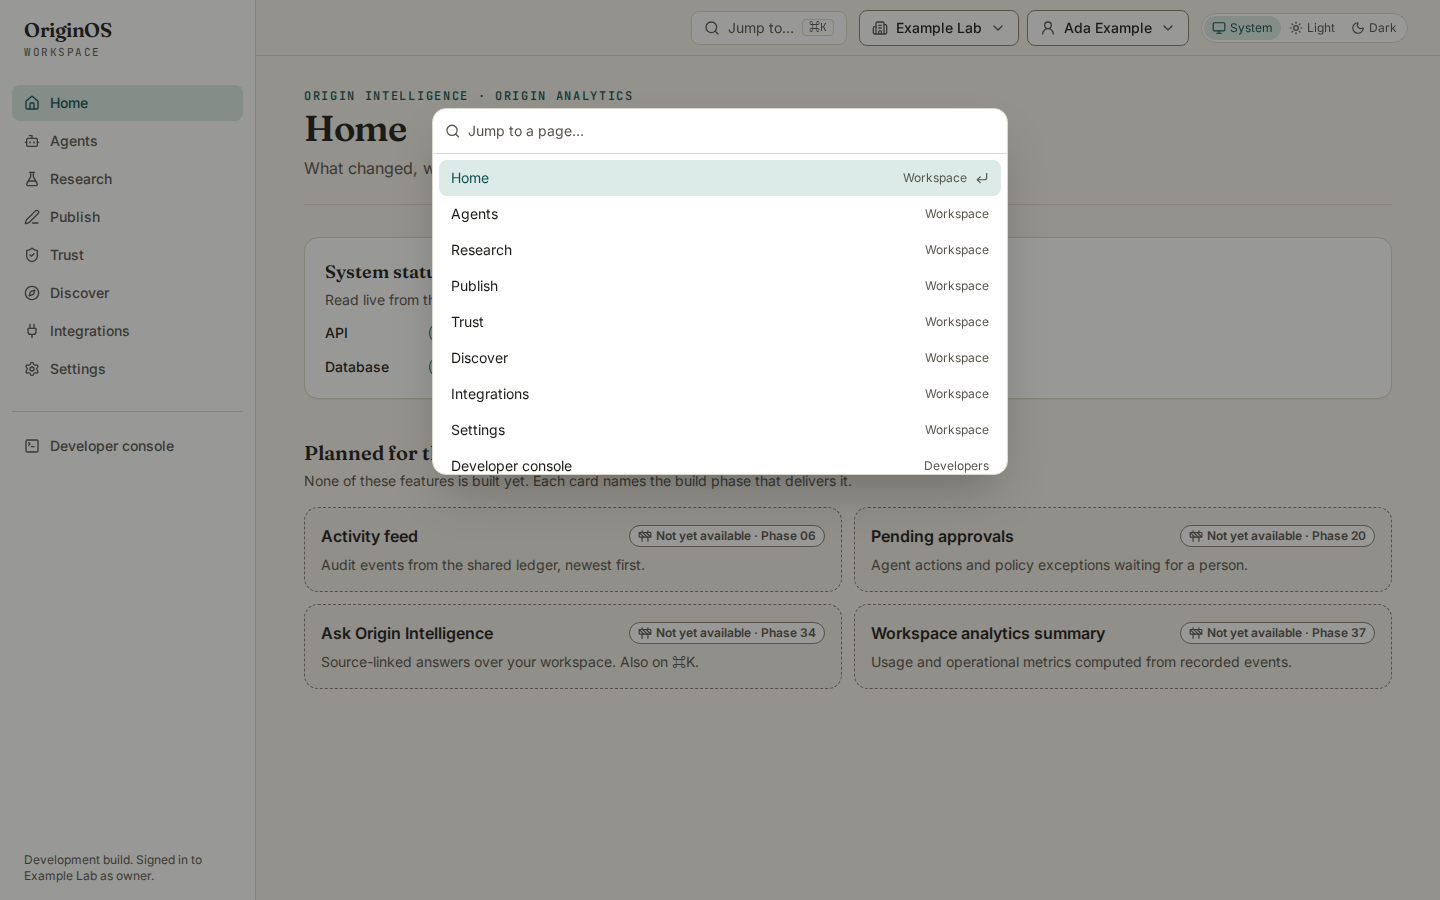 OriginOS
WORKSPACE
Home
Agents
Research
Publish
Trust
Discover
Integrations
Settings
Developer console
Development build. Signed in to
Example Lab as owner.
Jump to... ⌘K
Example Lab
Ada Example
System Light Dark
ORIGIN INTELLIGENCE · ORIGIN ANALYTICS
Home
What changed,
Jump to a page...
Home Workspace
Agents Workspace
Research Workspace
Publish Workspace
Trust Workspace
Discover Workspace
Integrations Workspace
Settings Workspace
Developer console Developers
System
Read live from
API
Database
Planned for
None of these features is built yet. Each card names the build phase that delivers it.
Activity feed Not yet available · Phase 06
Audit events from the shared ledger, newest first.
Pending approvals Not yet available · Phase 20
Agent actions and policy exceptions waiting for a person.
Ask Origin Intelligence Not yet available · Phase 34
Source-linked answers over your workspace. Also on ⌘K.
Workspace analytics summary Not yet available · Phase 37
Usage and operational metrics computed from recorded events.